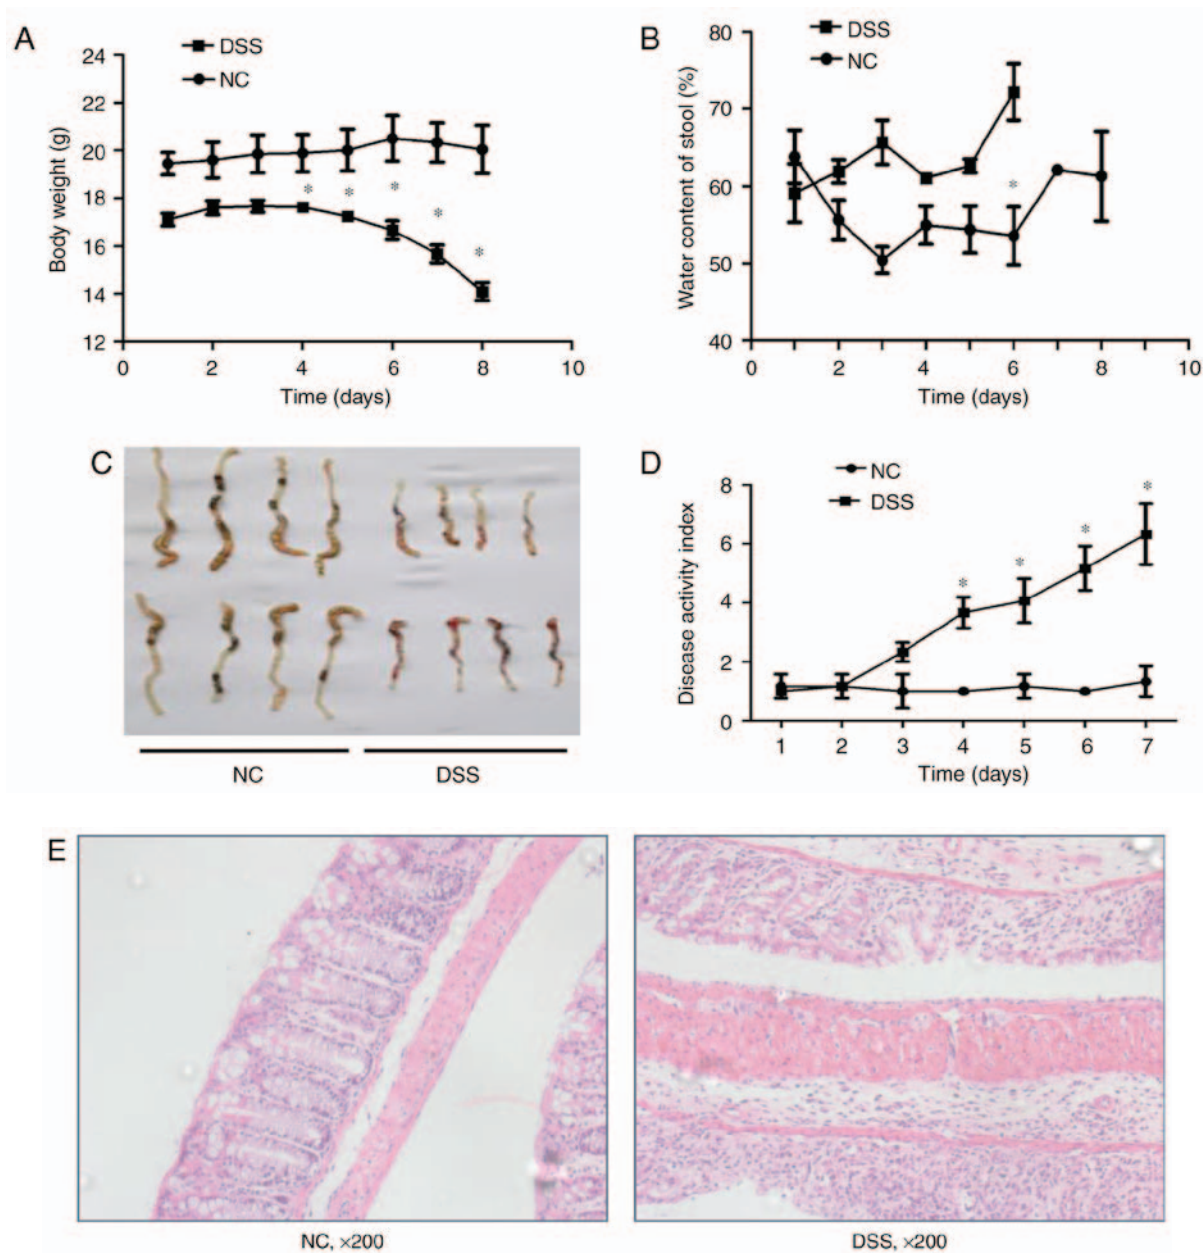 A
DSS
NC
24
22
20
18
16
14
12
Body weight (g)
* * * * *
0 2 4 6 8 10
Time (days)
B
DSS
NC
80
70
60
50
40
Water content of stool (%)
*
0 2 4 6 8 10
Time (days)
C
NC DSS
D
NC
DSS
8
6
4
2
0
Disease activity index
* * * *
1 2 3 4 5 6 7
Time (days)
E
NC, ×200
DSS, ×200